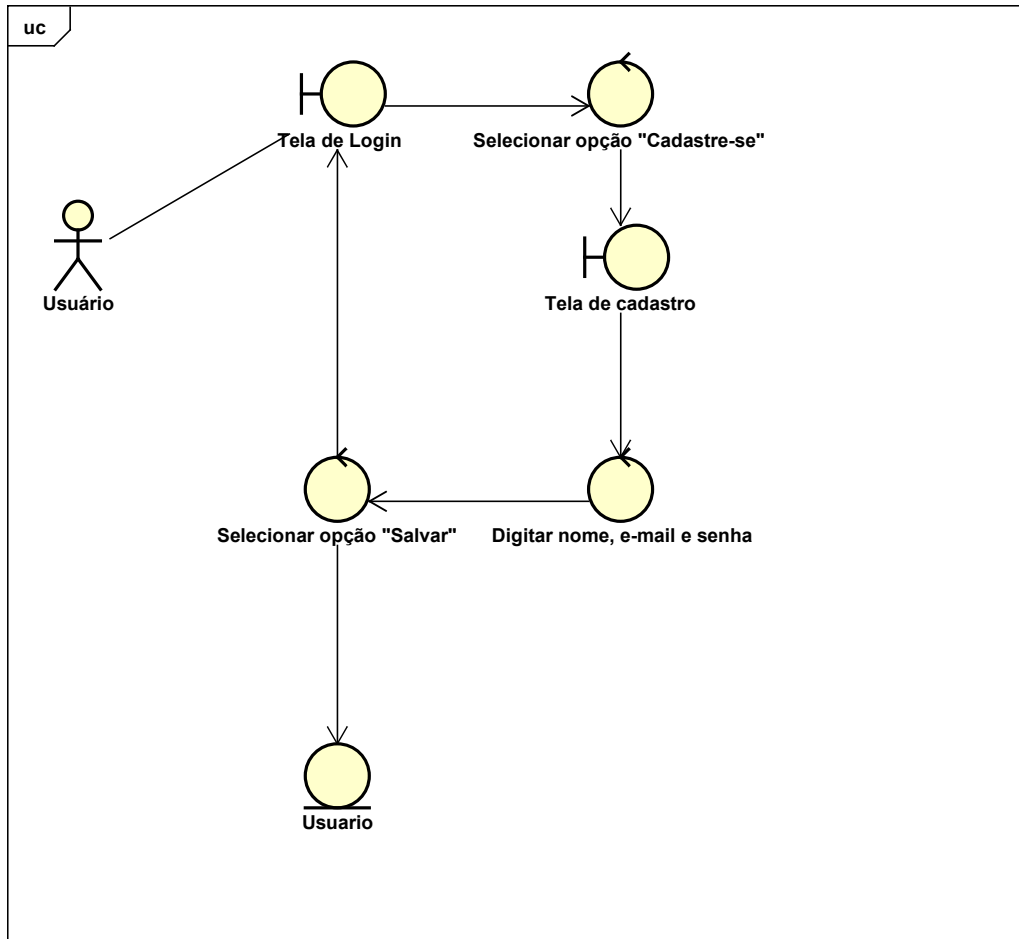 uc
Tela de Login
Selecionar opção "Cadastre-se"
Usuário
Tela de cadastro
Selecionar opção "Salvar"
Digitar nome, e-mail e senha
Usuario